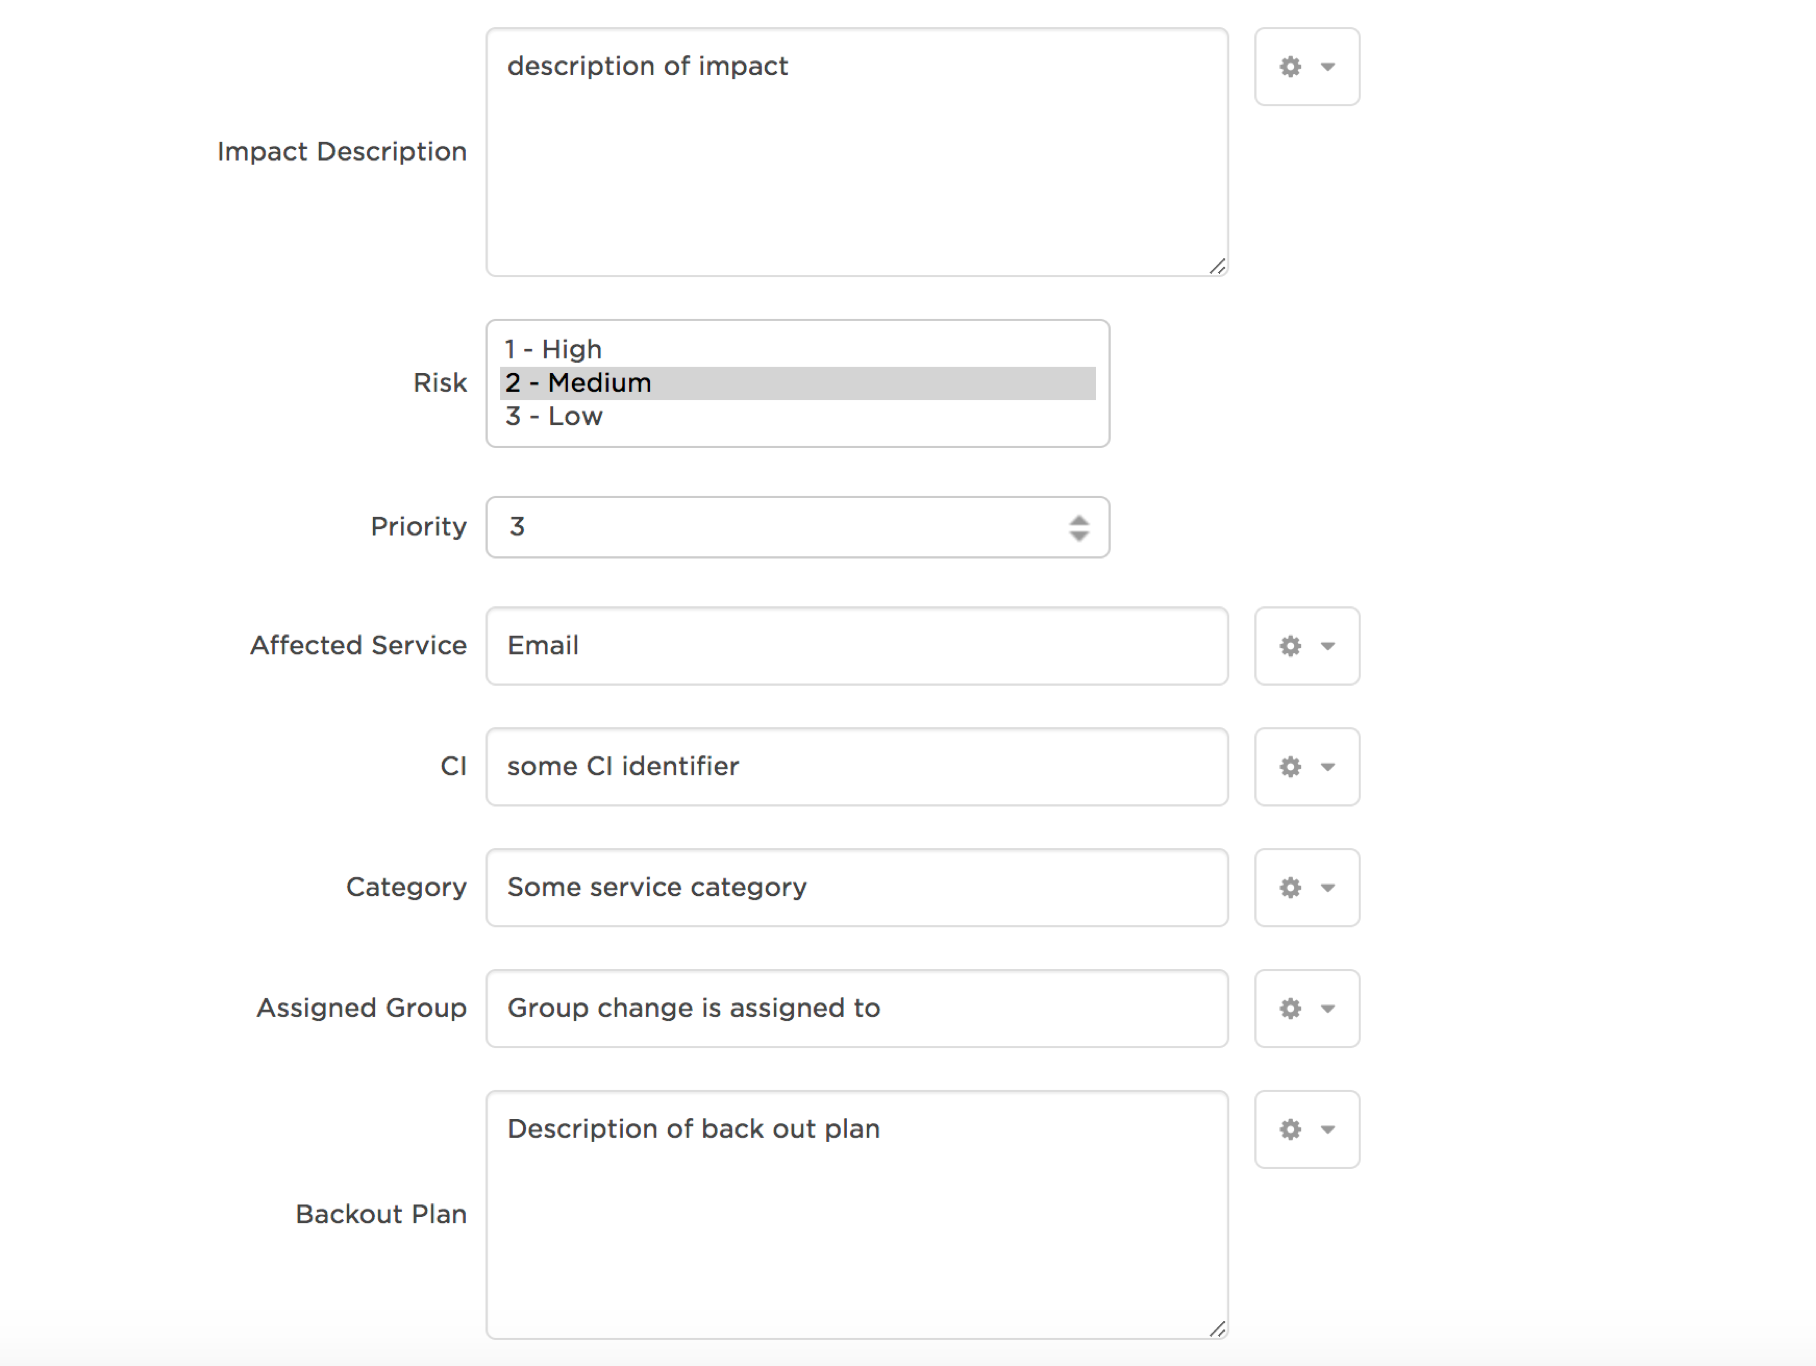 description of impact
Impact Description
1 - High
Risk 2 - Medium
3 - Low
Priority 3
Affected Service Email
CI some CI identifier
Category Some service category
Assigned Group Group change is assigned to
Description of back out plan
Backout Plan